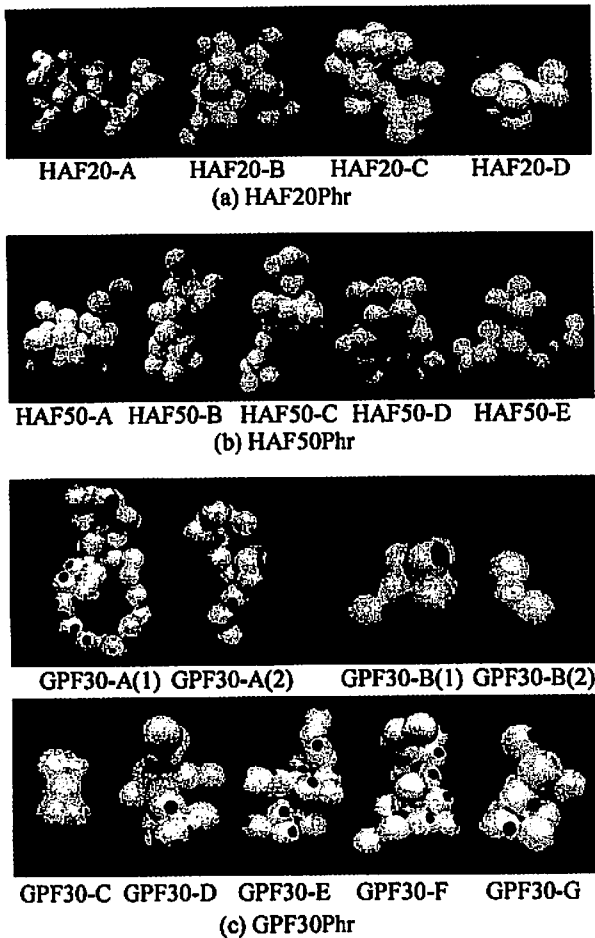 HAF20-A HAF20-B HAF20-C HAF20-D
(a) HAF20Phr
HAF50-A HAF50-B HAF50-C HAF50-D HAF50-E
(b) HAF50Phr
GPF30-A(1) GPF30-A(2) GPF30-B(1) GPF30-B(2)
GPF30-C GPF30-D GPF30-E GPF30-F GPF30-G
(c) GPF30Phr